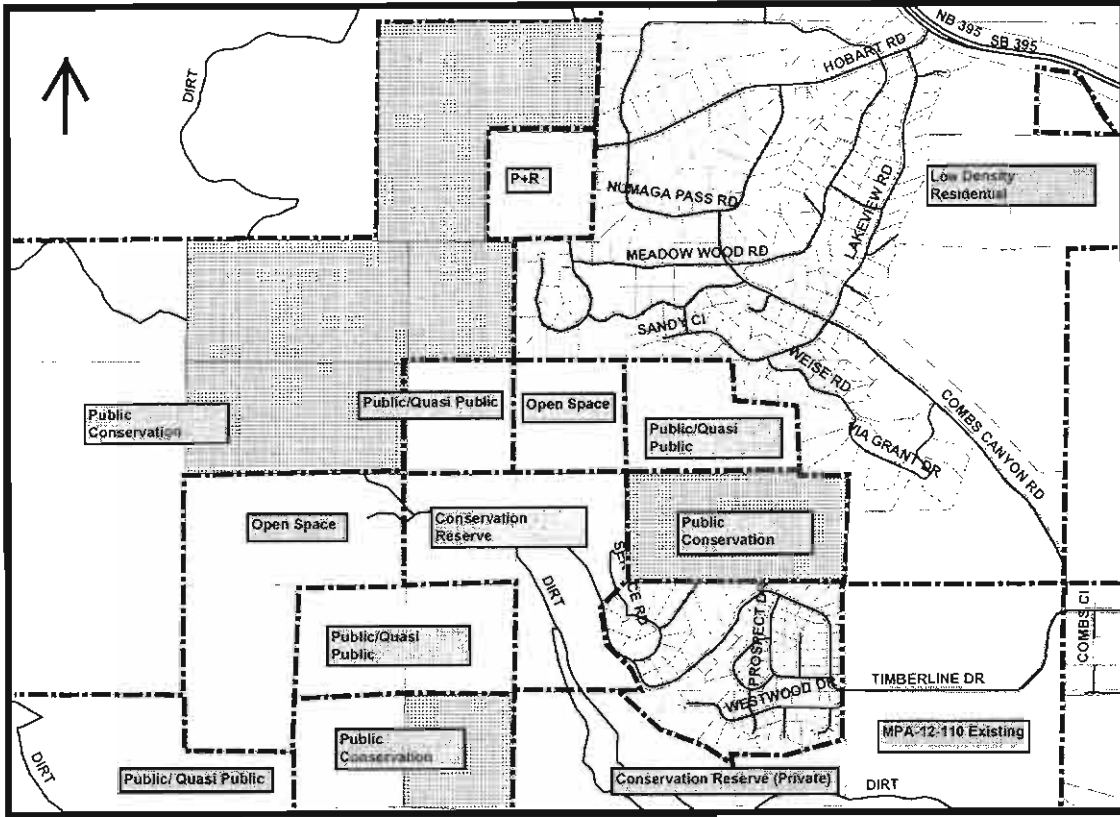 NB 395 SB 395
HOBART RD
DIRT
P+R
NUMAGA PASS RD
Low Density
Residential
LAKEVIEW RD
MEADOW WOOD RD
SANDY CI
WEISE RD
COMBS CANYON RD
Public
Conservation
Public/Quasi Public
Open Space
Public/Quasi
Public
VIA GRANT DR
Open Space
Conservation
Reserve
Public
Conservation
DIRT
PROSPECT
COMBS CI
Public/Quasi
Public
TIMBERLINE DR
WESTWOOD DR
MPA-12-110 Existing
Public
Conservation
DIRT
Public/ Quasi Public
Conservation Reserve (Private)
DIRT